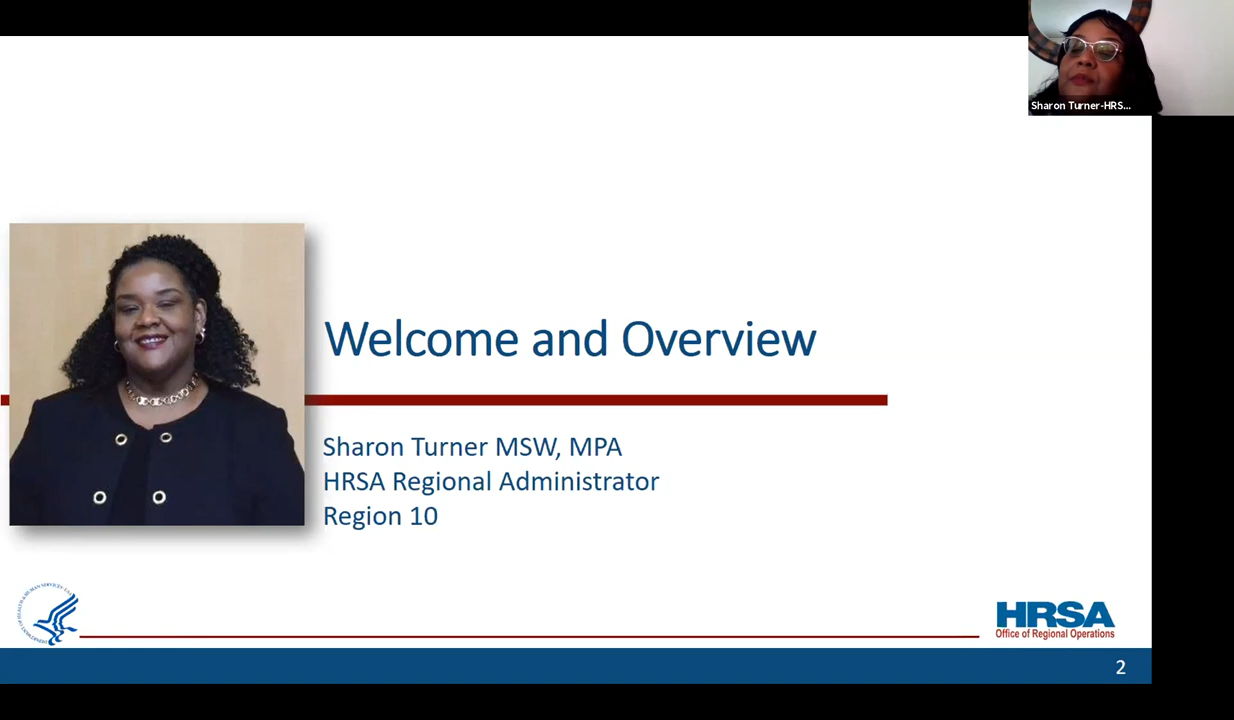 Sharon Turner-HRS...
Welcome and Overview
Sharon Turner MSW, MPA
HRSA Regional Administrator
Region 10
HRSA
Office of Regional Operations
2